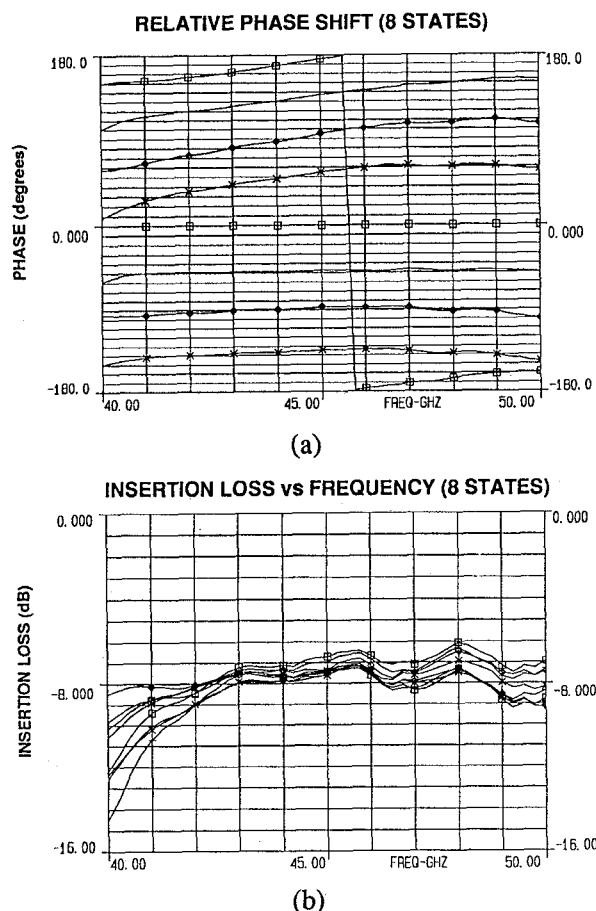 RELATIVE PHASE SHIFT (8 STATES)
180.0
180.0
PHASE (degrees)
0.000
0.000
-180.0
-180.0
40.00
45.00
FREQ-GHZ
50.00
(a)
INSERTION LOSS vs FREQUENCY (8 STATES)
0.000
0.000
INSERTION LOSS (dB)
-8.000
-8.000
-16.00
-16.00
40.00
45.00
FREQ-GHZ
50.00
(b)